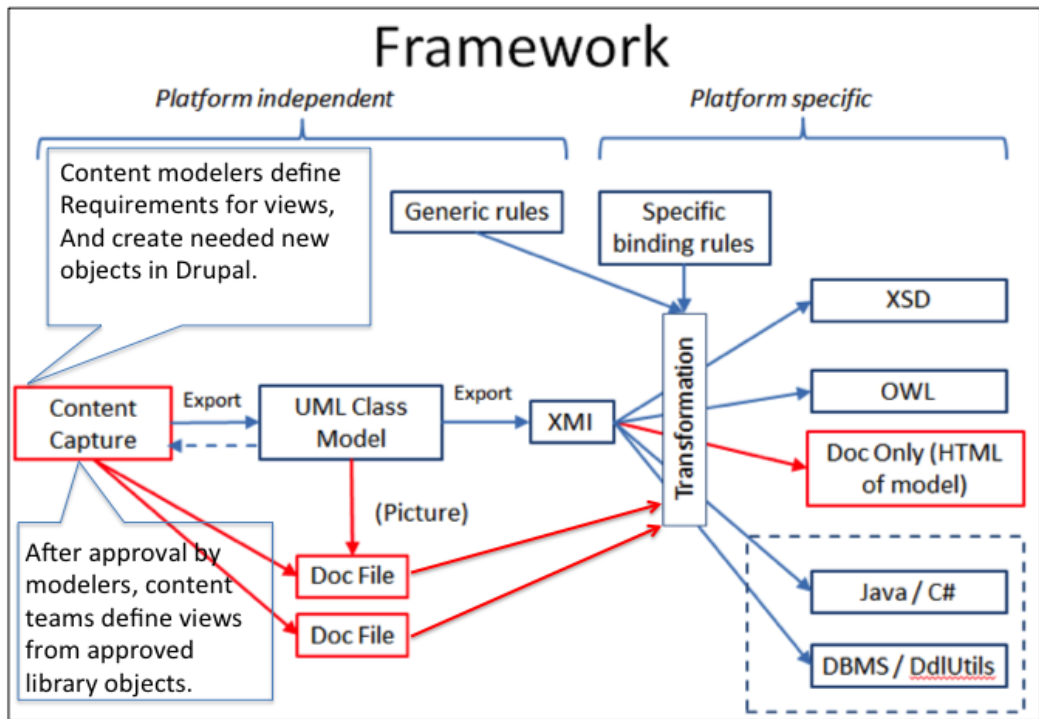 Framework
Platform independent
Platform specific
Content modelers define
Requirements for views,
And create needed new
objects in Drupal.
Generic rules
Specific
binding rules
XSD
Content
Capture
Export
UML Class
Model
Export
XMI
Transformation
OWL
Doc Only (HTML
of model)
(Picture)
After approval by
modelers, content
teams define views
from approved
library objects.
Doc File
Doc File
Java / C#
DBMS / DdlUtils